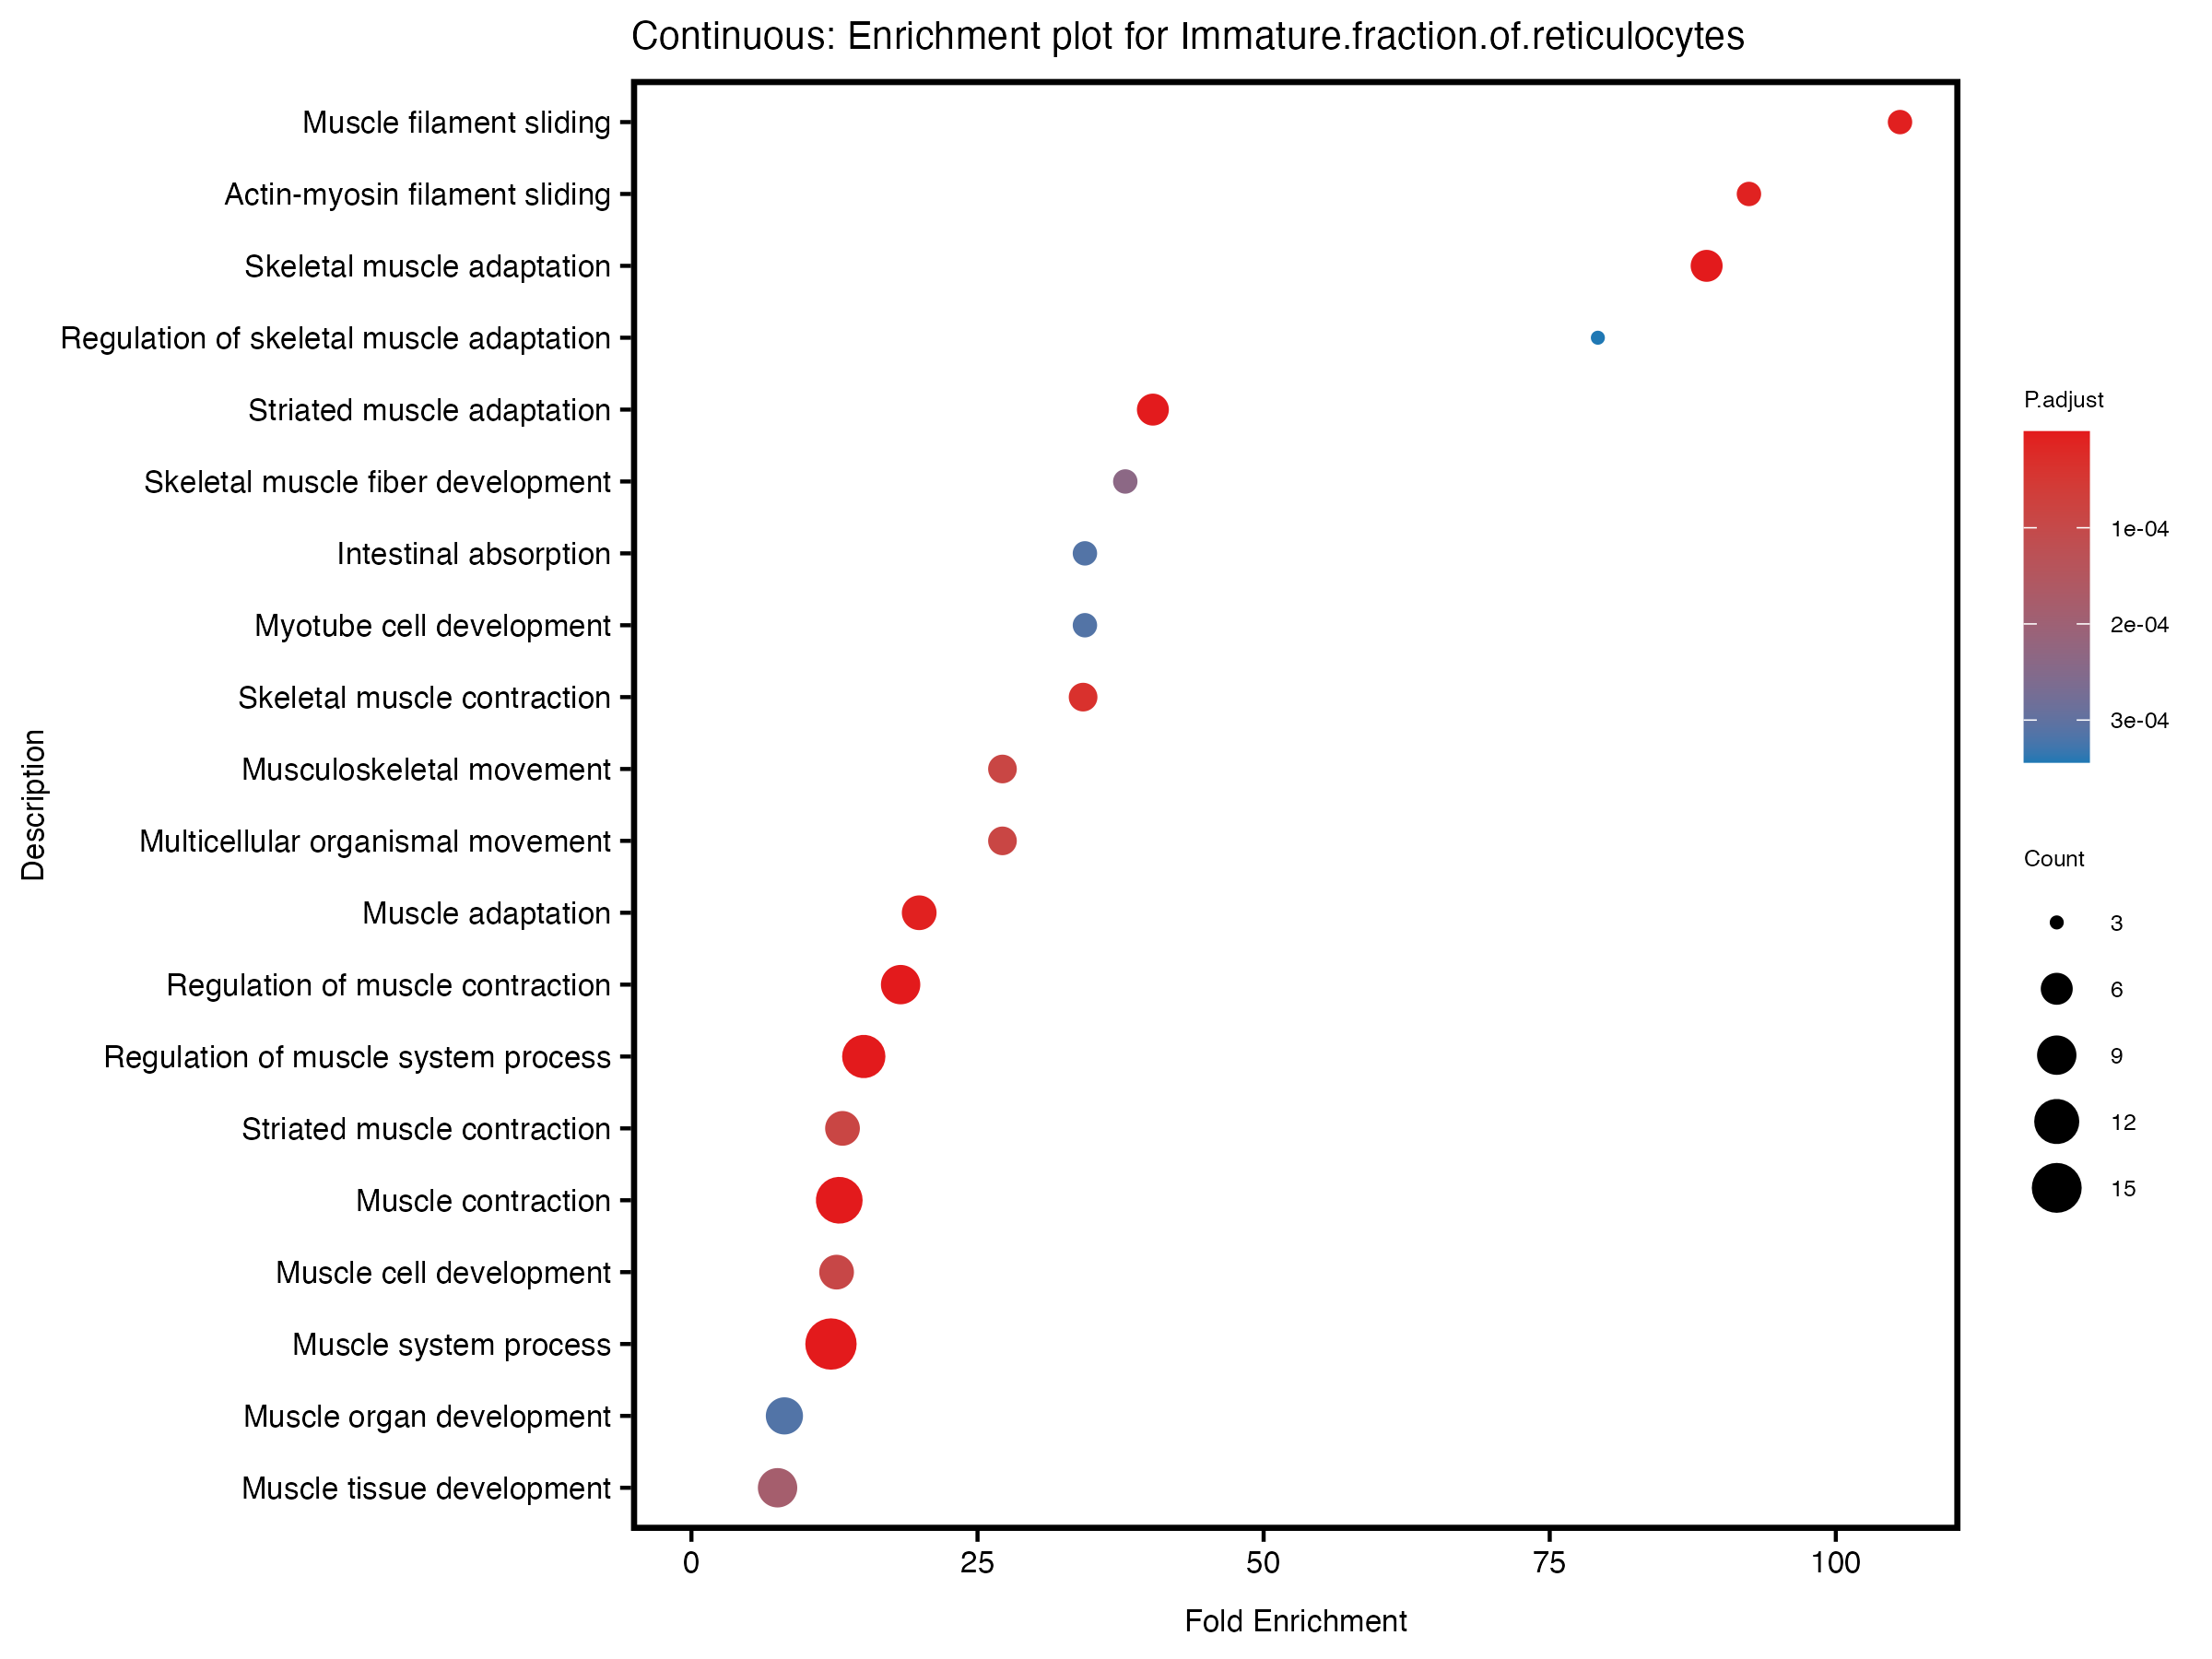 Continuous: Enrichment plot for Immature.fraction.of.reticulocytes
Description
Muscle filament sliding
Actin-myosin filament sliding
Skeletal muscle adaptation
Regulation of skeletal muscle adaptation
Striated muscle adaptation
Skeletal muscle fiber development
Intestinal absorption
Myotube cell development
Skeletal muscle contraction
Musculoskeletal movement
Multicellular organismal movement
Muscle adaptation
Regulation of muscle contraction
Regulation of muscle system process
Striated muscle contraction
Muscle contraction
Muscle cell development
Muscle system process
Muscle organ development
Muscle tissue development
0 25 50 75 100
Fold Enrichment
P.adjust
1e-04
2e-04
3e-04
Count
3
6
9
12
15